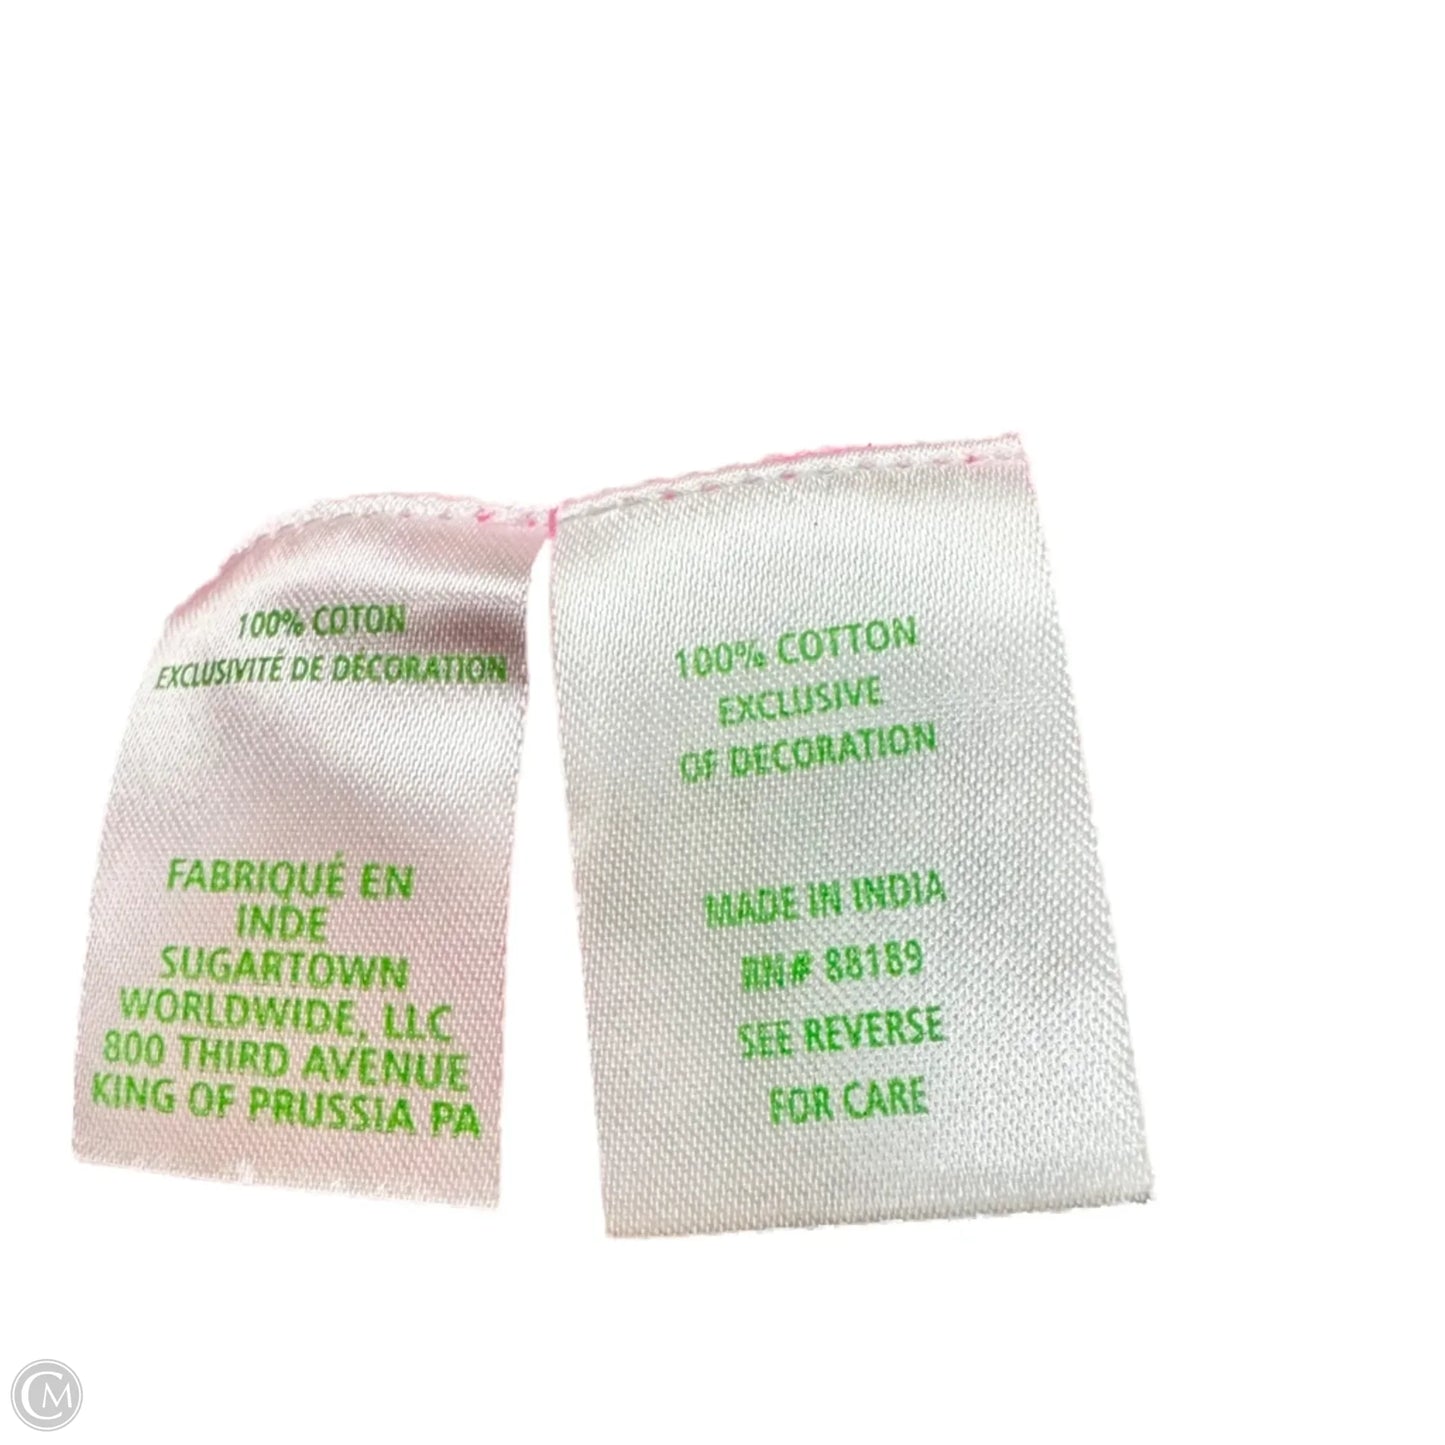 100% COTON
EXCLUSIVITÉ DE DÉCORATION
FABRIQUÉ EN
INDE
SUGARTOWN
WORLDWIDE, LLC
800 THIRD AVENUE
KING OF PRUSSIA PA
100% COTTON
EXCLUSIVE
OF DECORATION
MADE IN INDIA
RN# 88189
SEE REVERSE
FOR CARE
CM